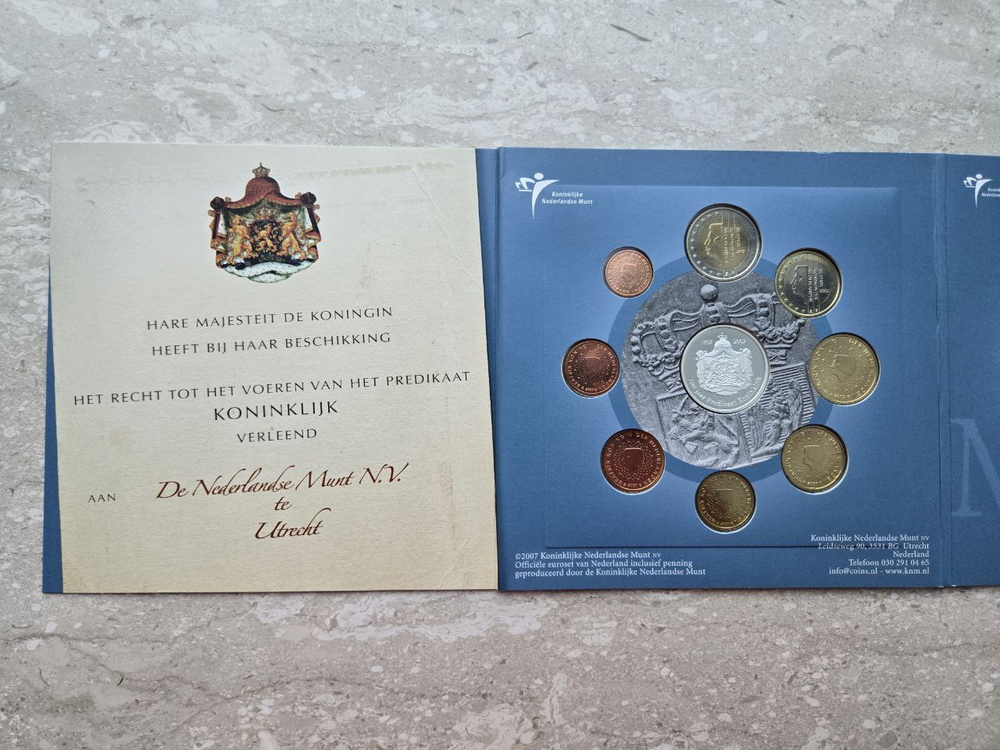 HARE MAJESTEIT DE KONINGIN
HEEFT BIJ HAAR BESCHIKKING
HET RECHT TOT HET VOEREN VAN HET PREDIKAAT
KONINKLIJK
VERLEEND
AAN De Nederlandse Munt N.V.
te
Utrecht
Koninklijke
Nederlandse Munt
©2007 Koninklijke Nederlandse Munt NV
Officiële euroset van Nederland inclusief penning
geproduceerd door de Koninklijke Nederlandse Munt
Koninklijke Nederlandse Munt NV
Leidseweg 90, 3531 BG Utrecht
Nederland
Telefoon 030 291 04 65
info@coins.nl - www.knm.nl
Koninklijke
M